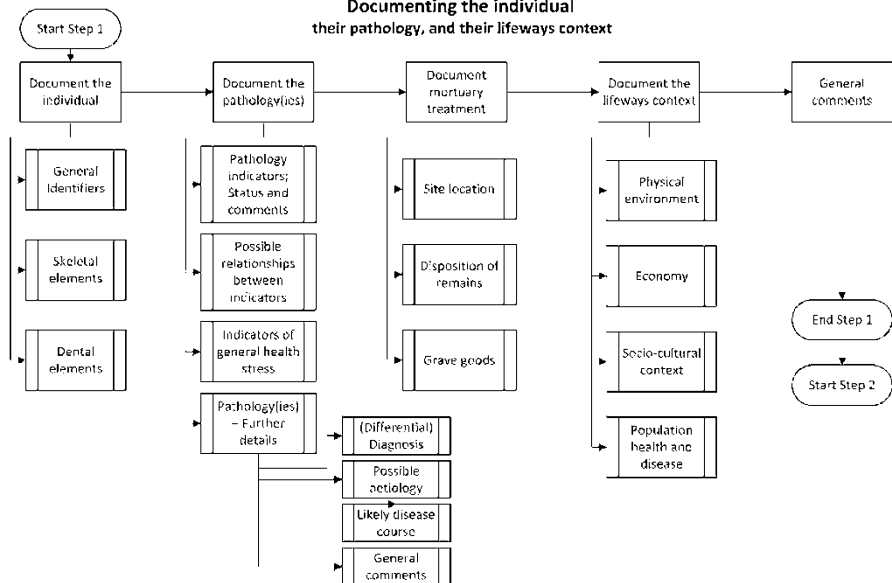 Documenting the individual
their pathology, and their lifeways context
Start Step 1
Document the
individual
Document the
pathology(ies)
Document
mortuary
treatment
Document the
lifeways context
General
comments
General
Identifiers
Skeletal
elements
Dental
elements
Pathology
indicators;
Status and
comments
Possible
relationships
between
indicators
Indicators of
general health
stress
Pathology(ies)
– Further
details
(Differential)
Diagnosis
Possible
aetiology
Likely disease
course
General
comments
Site location
Disposition of
remains
Grave goods
Physical
environment
Economy
Socio-cultural
context
Population
health and
disease
End Step 1
Start Step 2